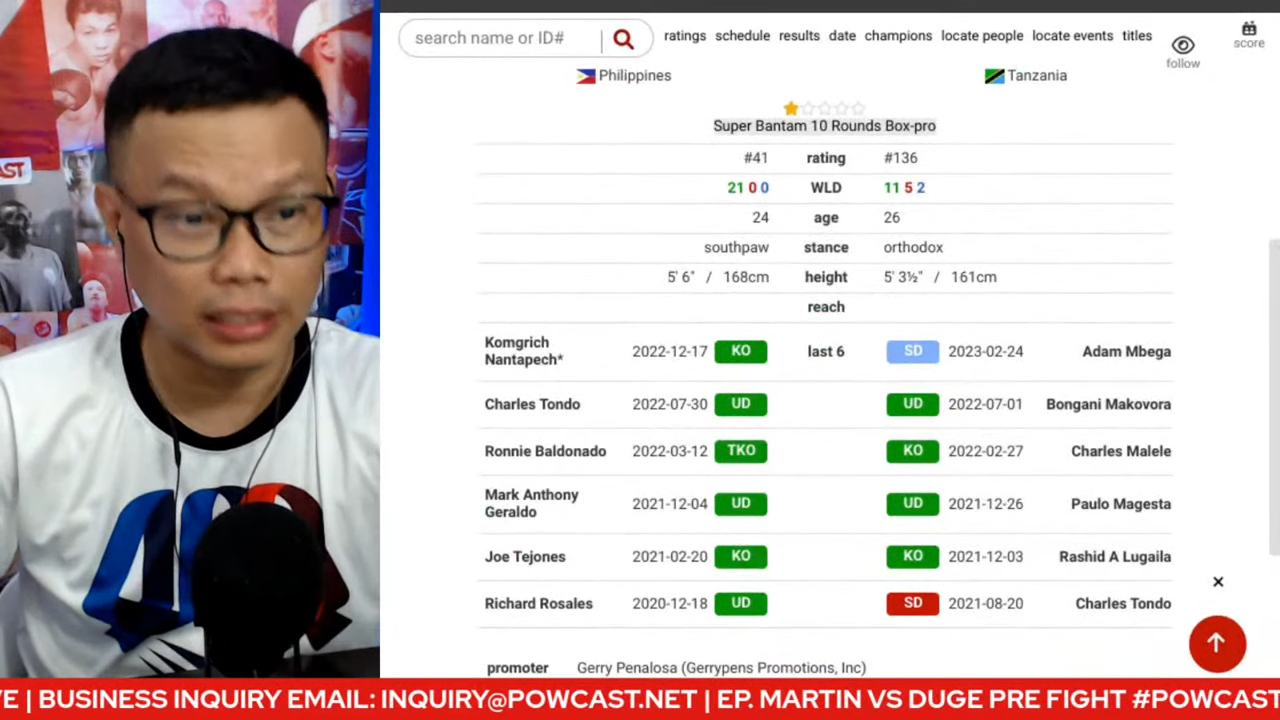 search name or ID#
ratings schedule results date champions locate people locate events titles
follow
score
Philippines
Tanzania
Super Bantam 10 Rounds Box-pro
#41 rating #136
21 0 0 WLD 11 5 2
24 age 26
southpaw stance orthodox
5' 6" / 168cm height 5' 3½" / 161cm
reach
Komgrich
Nantapech* 2022-12-17 KO last 6 SD 2023-02-24 Adam Mbega
Charles Tondo 2022-07-30 UD UD 2022-07-01 Bongani Makovora
Ronnie Baldonado 2022-03-12 TKO KO 2022-02-27 Charles Malele
Mark Anthony
Geraldo 2021-12-04 UD UD 2021-12-26 Paulo Magesta
Joe Tejones 2021-02-20 KO KO 2021-12-03 Rashid A Lugaila
Richard Rosales 2020-12-18 UD SD 2021-08-20 Charles Tondo
promoter Gerry Penalosa (Gerrypens Promotions, Inc)
AST
VE | BUSINESS INQUIRY EMAIL: INQUIRY@POWCAST.NET | EP. MARTIN VS DUGE PRE FIGHT #POWCAST